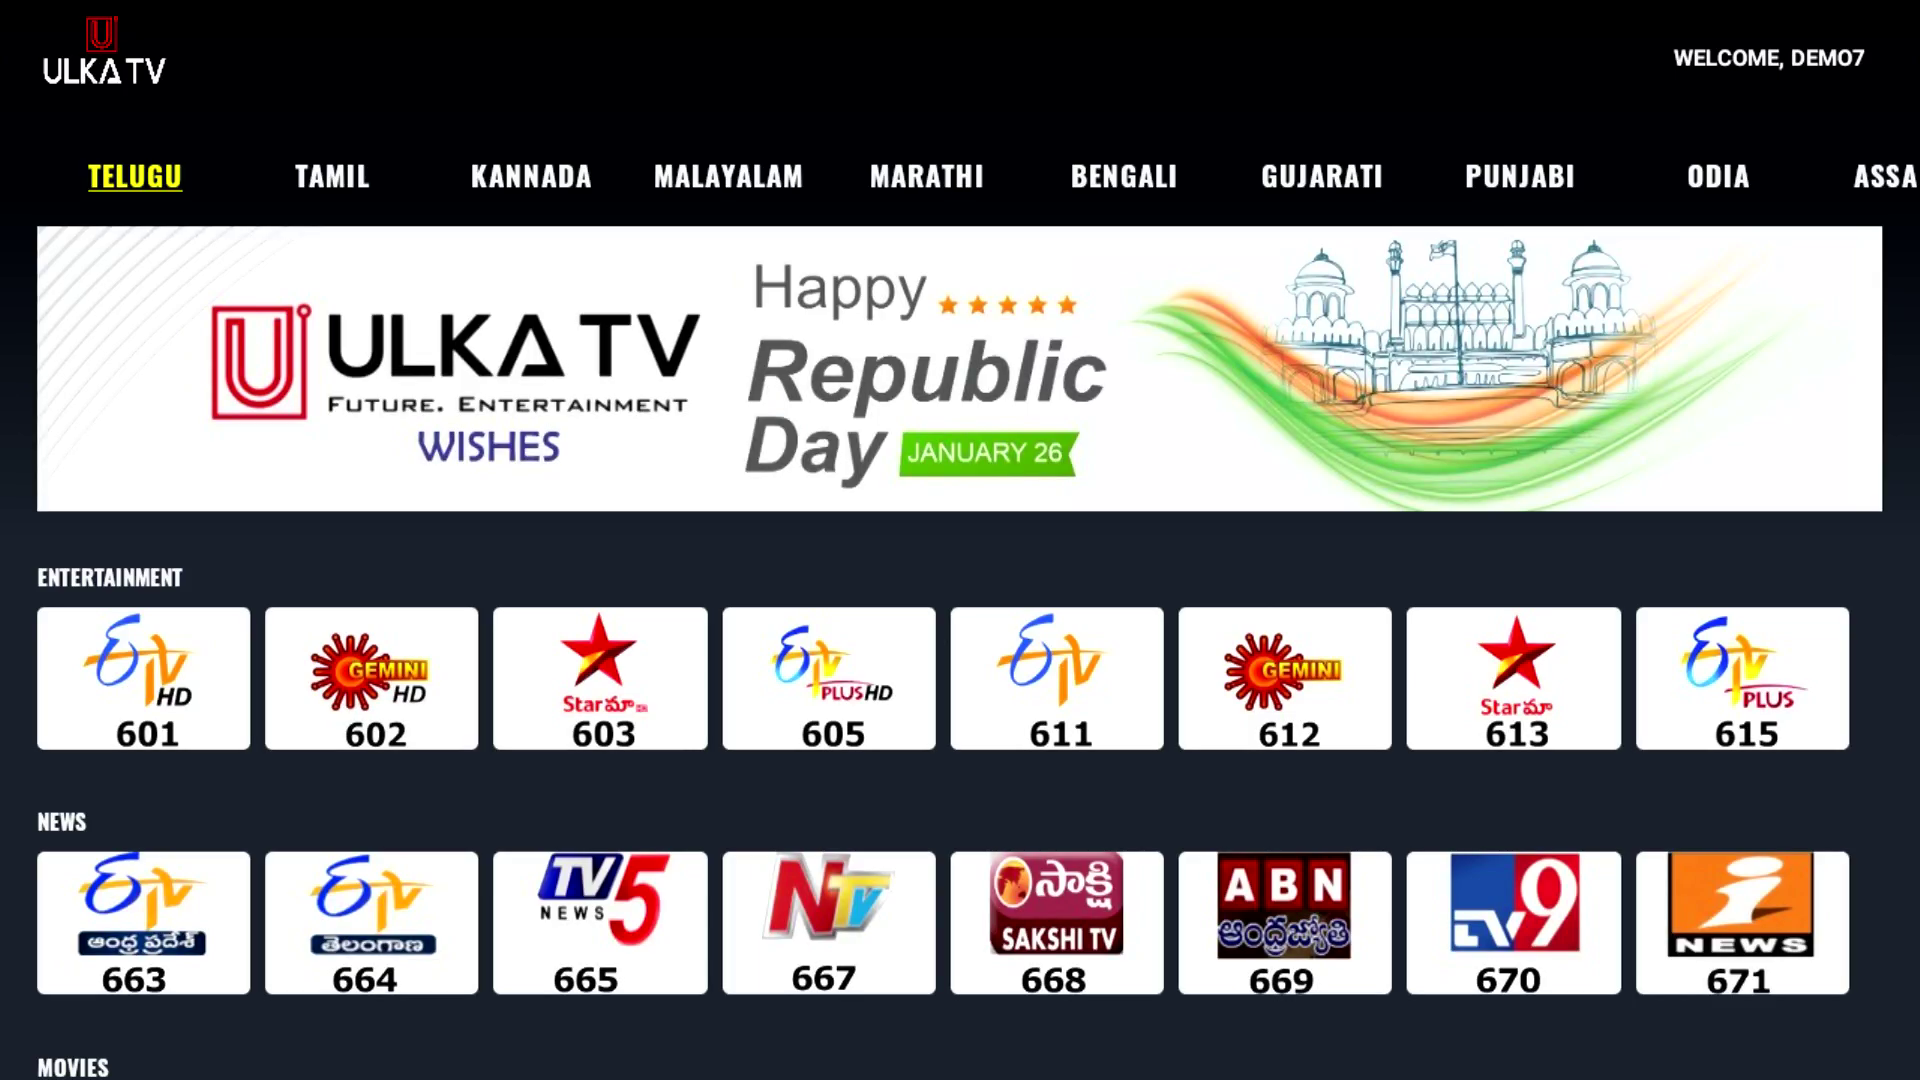 U
ULKA TV
WELCOME, DEMO7
TELUGU TAMIL KANNADA MALAYALAM MARATHI BENGALI GUJARATI PUNJABI ODIA ASSA
U ULKA TV
FUTURE. ENTERTAINMENT
WISHES
Happy
Republic
Day JANUARY 26
ENTERTAINMENT
ETV HD
601
GEMINI HD
602
Star మా
603
ETV PLUS HD
605
ETV
611
GEMINI
612
Star మా
613
ETV PLUS
615
NEWS
ETV
ఆంధ్ర ప్రదేశ్
663
ETV
తెలంగాణ
664
TV5
NEWS
665
NTV
667
సాక్షి
SAKSHI TV
668
ABN
ఆంధ్రజ్యోతి
669
TV9
670
i
NEWS
671
MOVIES